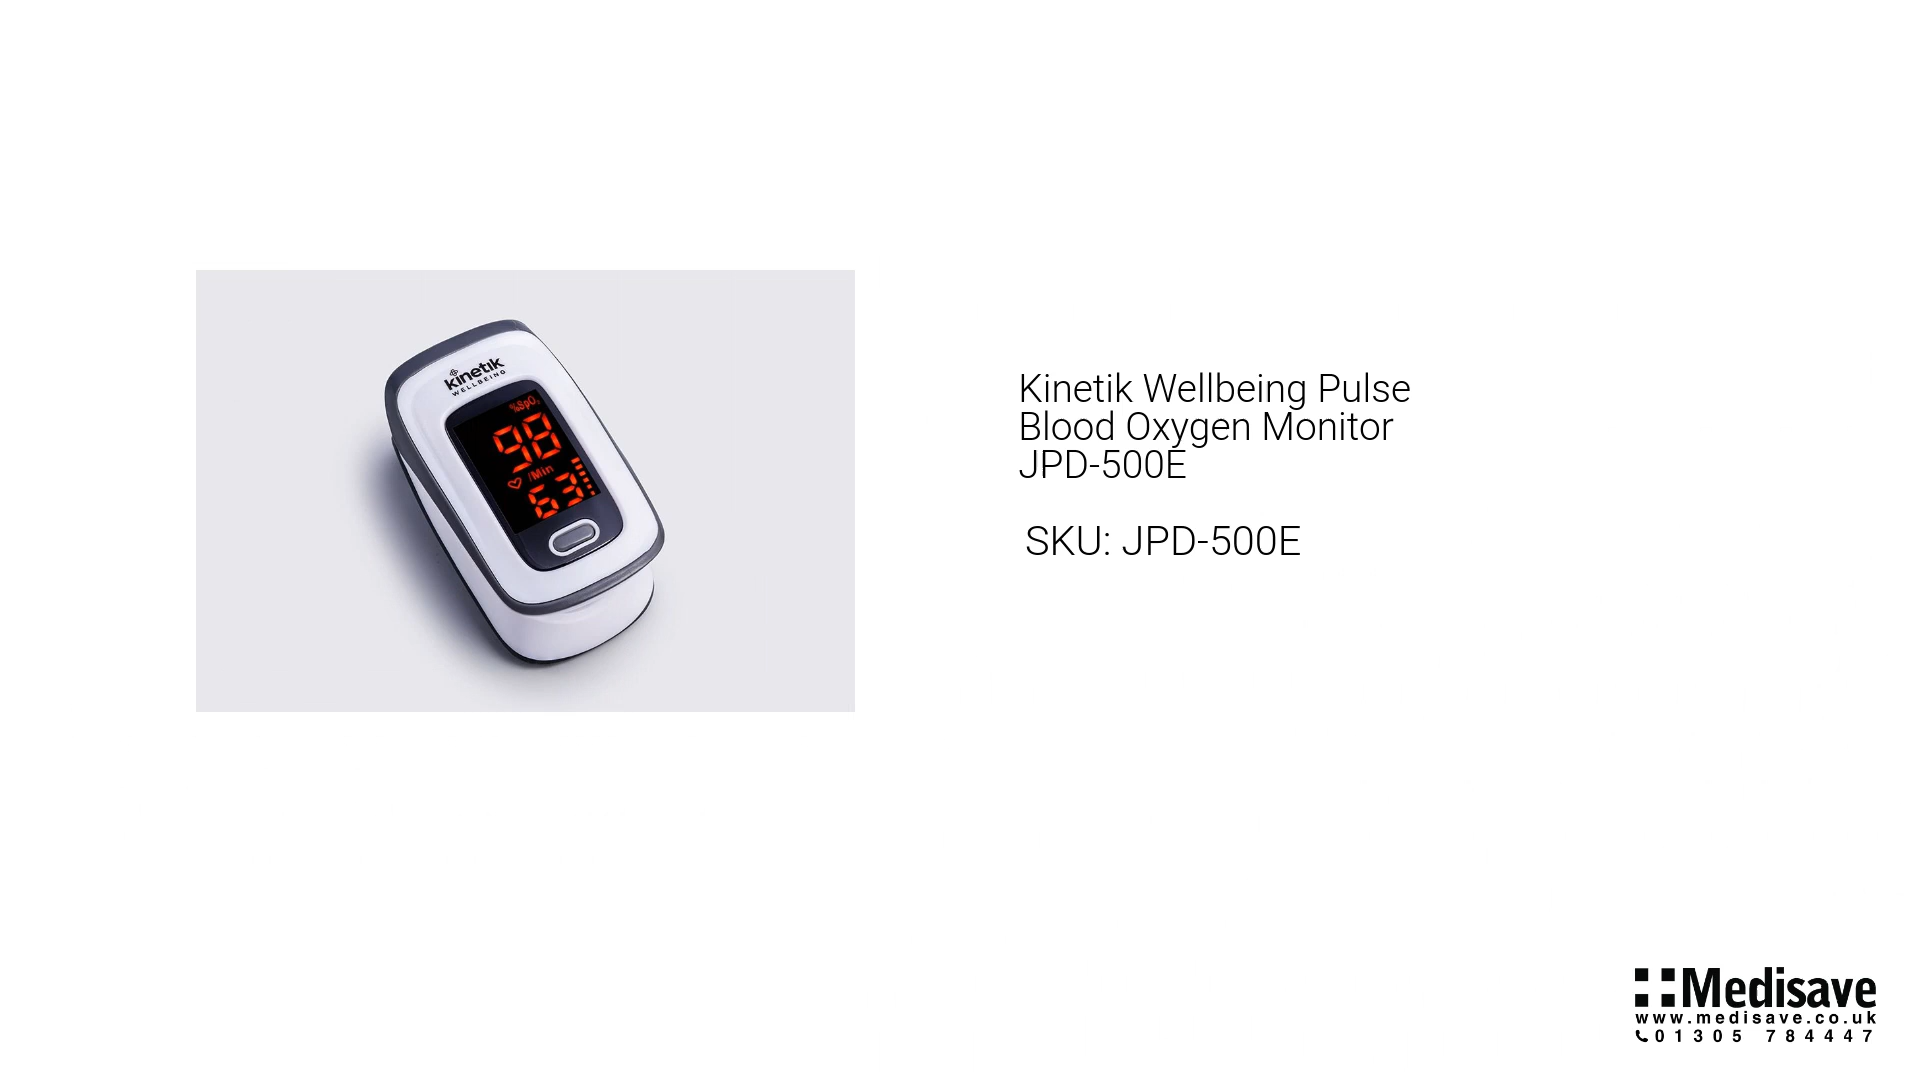 kinetik
WELLBEING
%SpO₂
98
/Min
63
Kinetik Wellbeing Pulse
Blood Oxygen Monitor
JPD-500E
SKU: JPD-500E
Medisave
www.medisave.co.uk
01305 784447